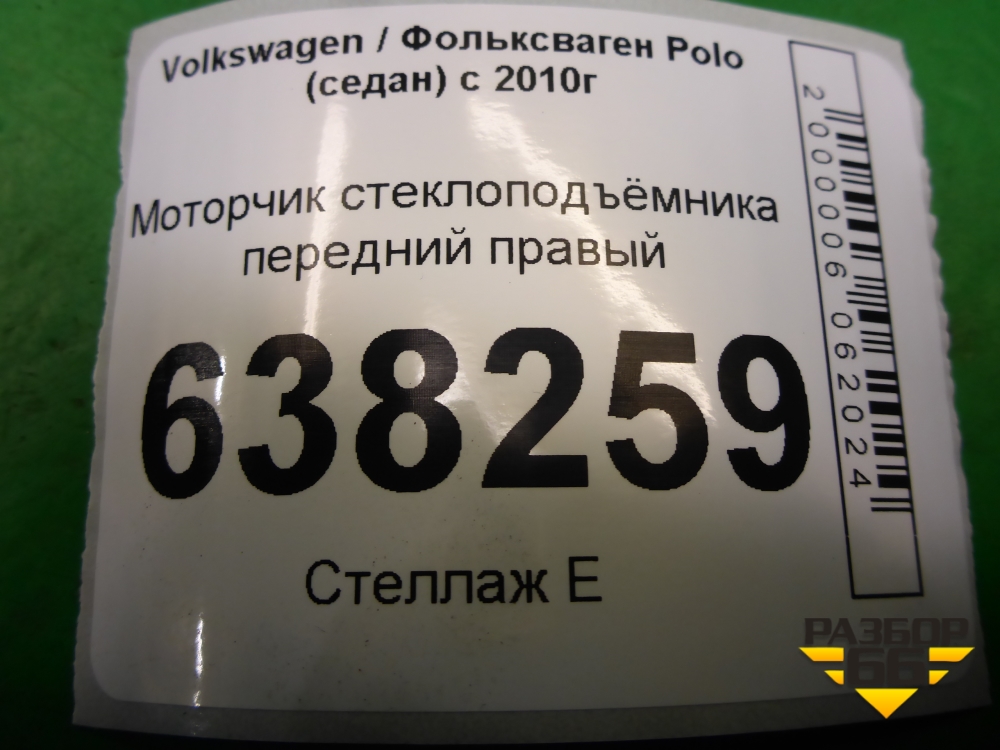 Volkswagen / Фольксваген Polo
(седан) с 2010г
Моторчик стеклоподъёмника
передний правый
638259
Стеллаж Е
2000006062024
РАЗБОР
66